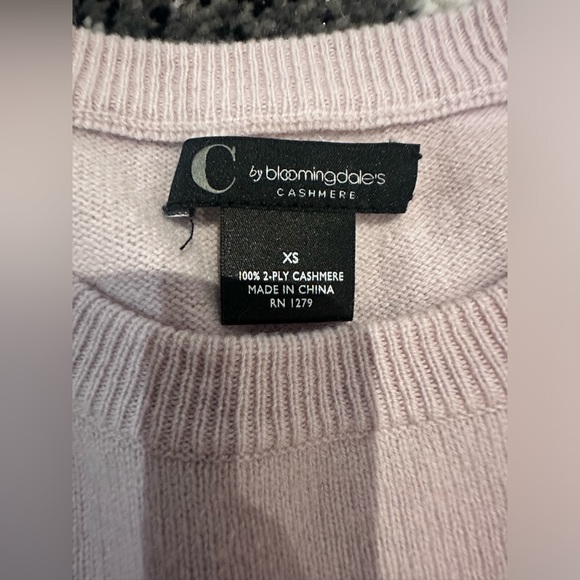 C by bloomingdale's
CASHMERE
XS
100% 2-PLY CASHMERE
MADE IN CHINA
RN 1279